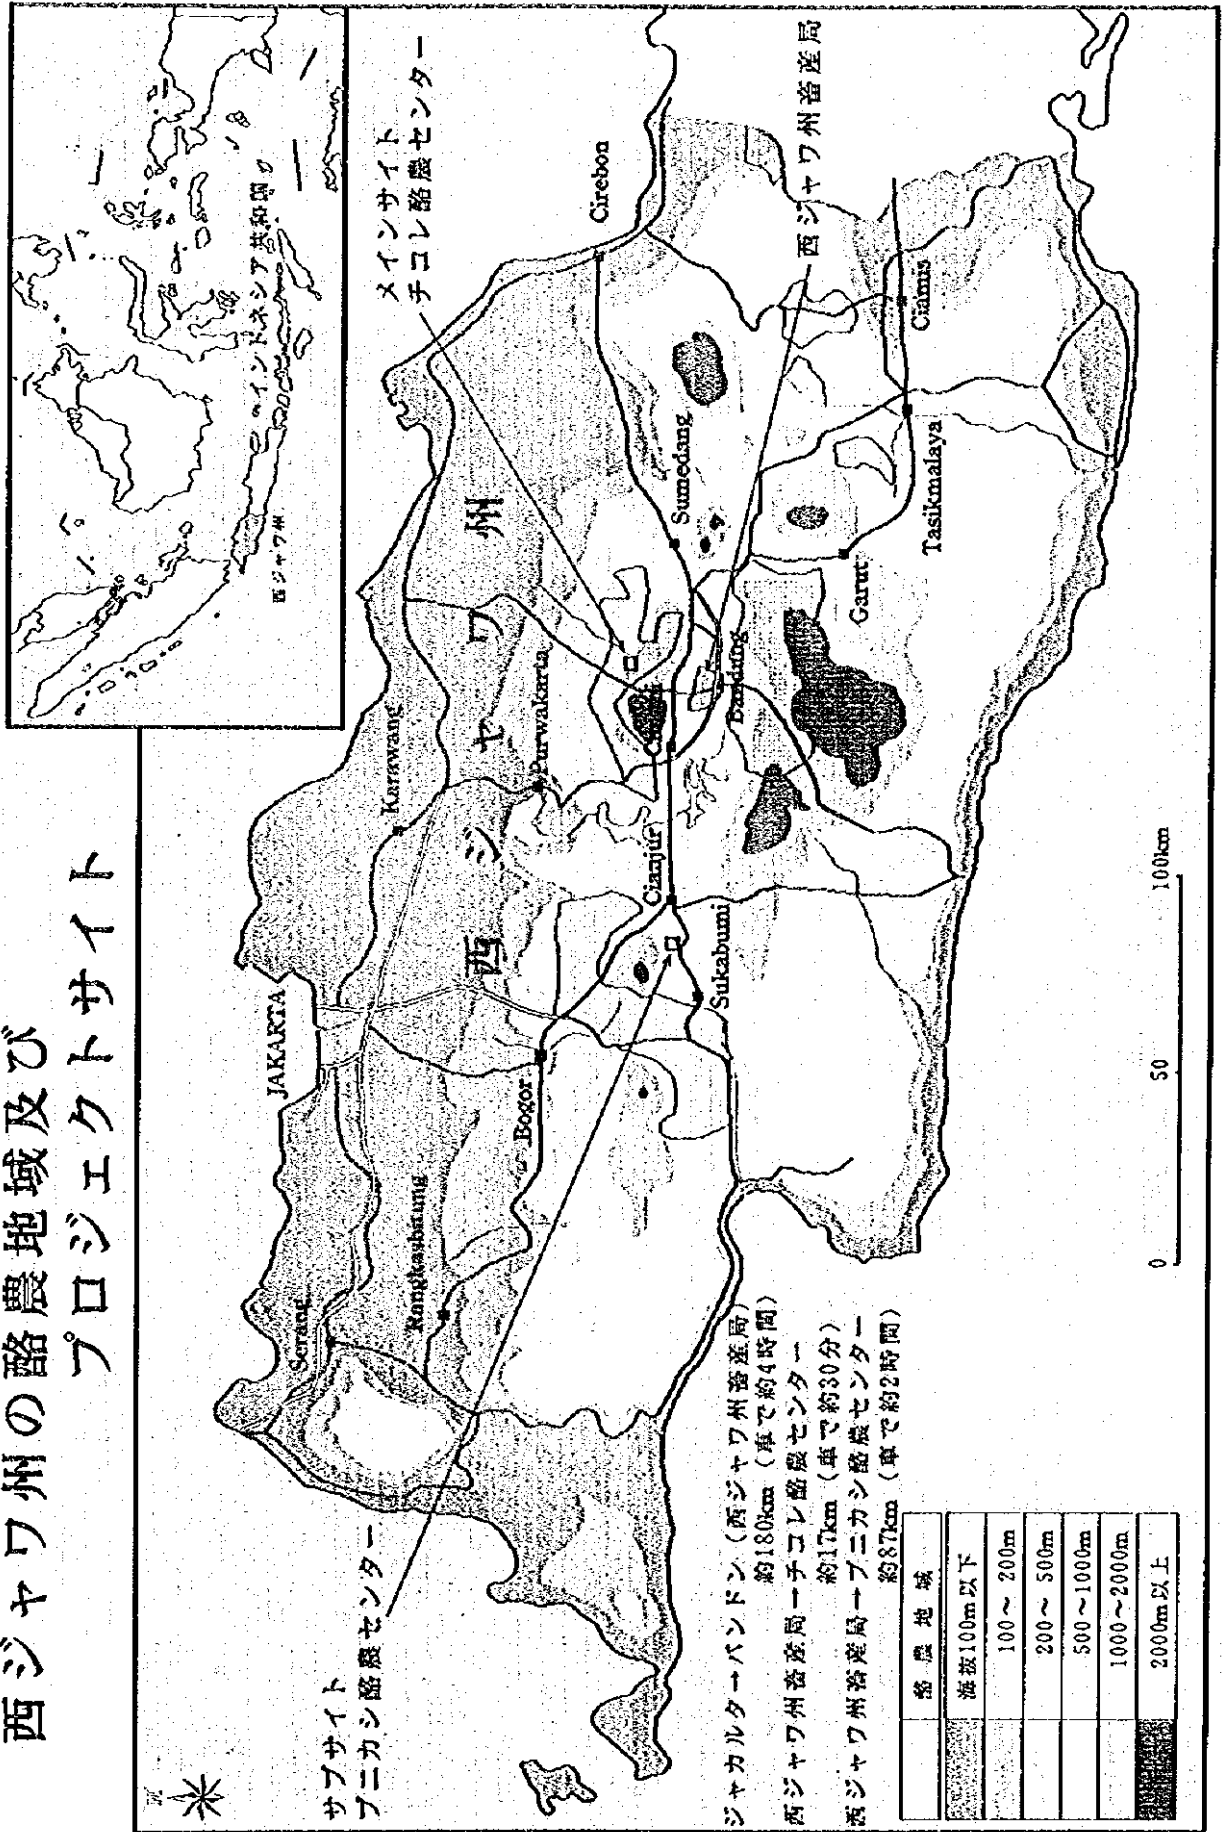 西ジャワ州の酪農地域及び
プロジェクトサイト
インドネシア共和国
西ジャワ州
メインサイト
チコレ酪農センター
西ジャワ州畜産局
サブサイト
ブニカシ酪農センター
西ジャワ州
JAKARTA
Serang
Rangkasbitung
Bogor
Karawang
Purwakarta
Cirebon
Sumedang
Cianjur
Sukabumi
Bandung
Garut
Tasikmalaya
Ciamis
ジャカルターバンドン(西ジャワ州畜産局)
約180km(車で約4時間)
西ジャワ州畜産局ーチコレ酪農センター
約17km(車で約30分)
西ジャワ州畜産局ーブニカシ酪農センター
約87km(車で約2時間)
酪農地域
海抜100m以下
100~200m
200~500m
500~1000m
1000~2000m
2000m以上
0 50 100km